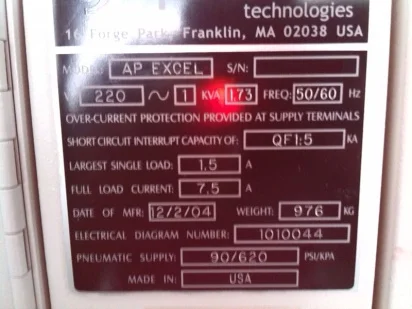 technologies
16 Forge Park, Franklin, MA 02038 USA
MODEL: AP EXCEL S/N:
V 220 ~ 1 KVA: 1.73 FREQ: 50/60 Hz
OVER-CURRENT PROTECTION PROVIDED AT SUPPLY TERMINALS
SHORT CIRCUIT INTERRUPT CAPACITY OF: QF1:5 KA
LARGEST SINGLE LOAD: 1.5 A
FULL LOAD CURRENT: 7.5 A
DATE OF MFR: 12/2/04 WEIGHT: 976 KG
ELECTRICAL DIAGRAM NUMBER: 1010044
PNEUMATIC SUPPLY: 90/620 PSI/KPA
MADE IN: USA